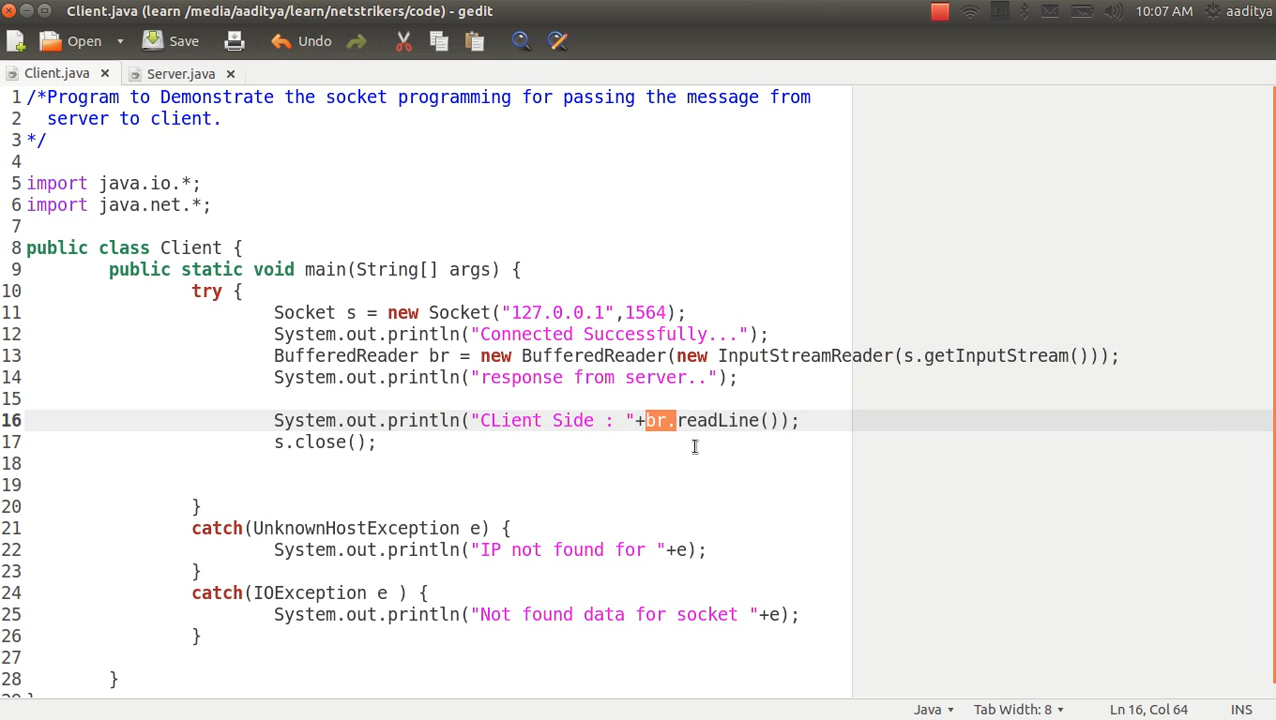 Client.java (learn /media/aaditya/learn/netstrikers/code) - gedit
10:07 AM aaditya
Open Save Undo
Client.java Server.java
1 /*Program to Demonstrate the socket programming for passing the message from
2 server to client.
3 */
4
5 import java.io.*;
6 import java.net.*;
7
8 public class Client {
9 public static void main(String[] args) {
10 try {
11 Socket s = new Socket("127.0.0.1",1564);
12 System.out.println("Connected Successfully...");
13 BufferedReader br = new BufferedReader(new InputStreamReader(s.getInputStream()));
14 System.out.println("response from server..");
15
16 System.out.println("CLient Side : "+br.readLine());
17 s.close();
18
19
20 }
21 catch(UnknownHostException e) {
22 System.out.println("IP not found for "+e);
23 }
24 catch(IOException e ) {
25 System.out.println("Not found data for socket "+e);
26 }
27
28 }
Java Tab Width: 8 Ln 16, Col 64 INS